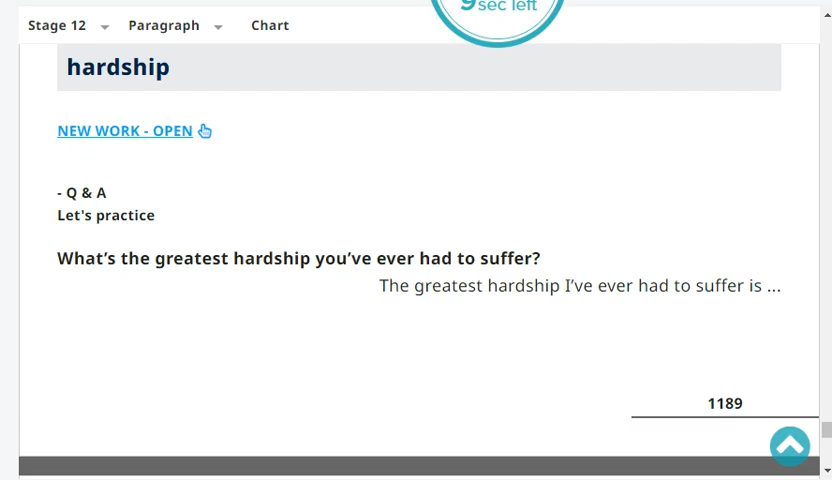 9 sec left
Stage 12 Paragraph Chart
hardship
NEW WORK - OPEN
- Q & A
Let's practice
What’s the greatest hardship you’ve ever had to suffer?
The greatest hardship I’ve ever had to suffer is ...
1189